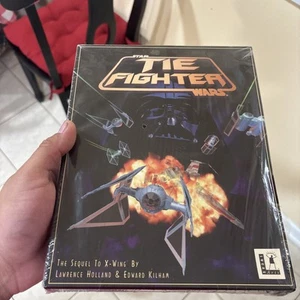 STAR
TIE
FIGHTER
WARS
THE SEQUEL TO X-WING BY
LAWRENCE HOLLAND & EDWARD KILHAM